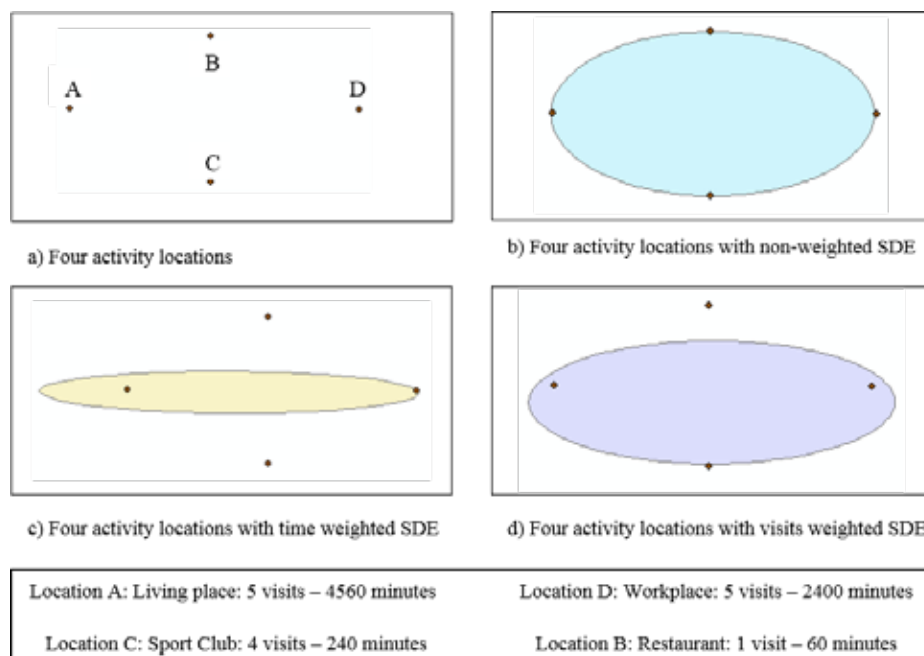 B
A
D
C
a) Four activity locations
b) Four activity locations with non-weighted SDE
c) Four activity locations with time weighted SDE
d) Four activity locations with visits weighted SDE
Location A: Living place: 5 visits – 4560 minutes
Location D: Workplace: 5 visits – 2400 minutes
Location C: Sport Club: 4 visits – 240 minutes
Location B: Restaurant: 1 visit – 60 minutes